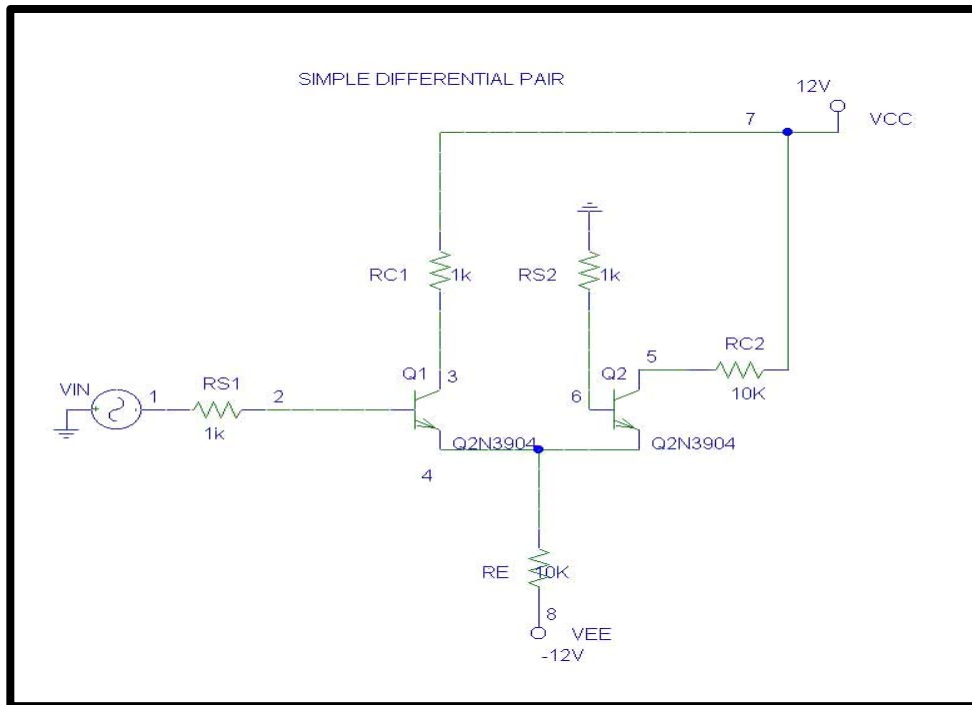 SIMPLE DIFFERENTIAL PAIR
12V
7
VCC
RC1
1k
RS2
1k
RC2
5
10K
Q1
3
Q2
VIN
1
RS1
2
6
1k
Q2N3904
Q2N3904
4
RE
10K
8
VEE
-12V